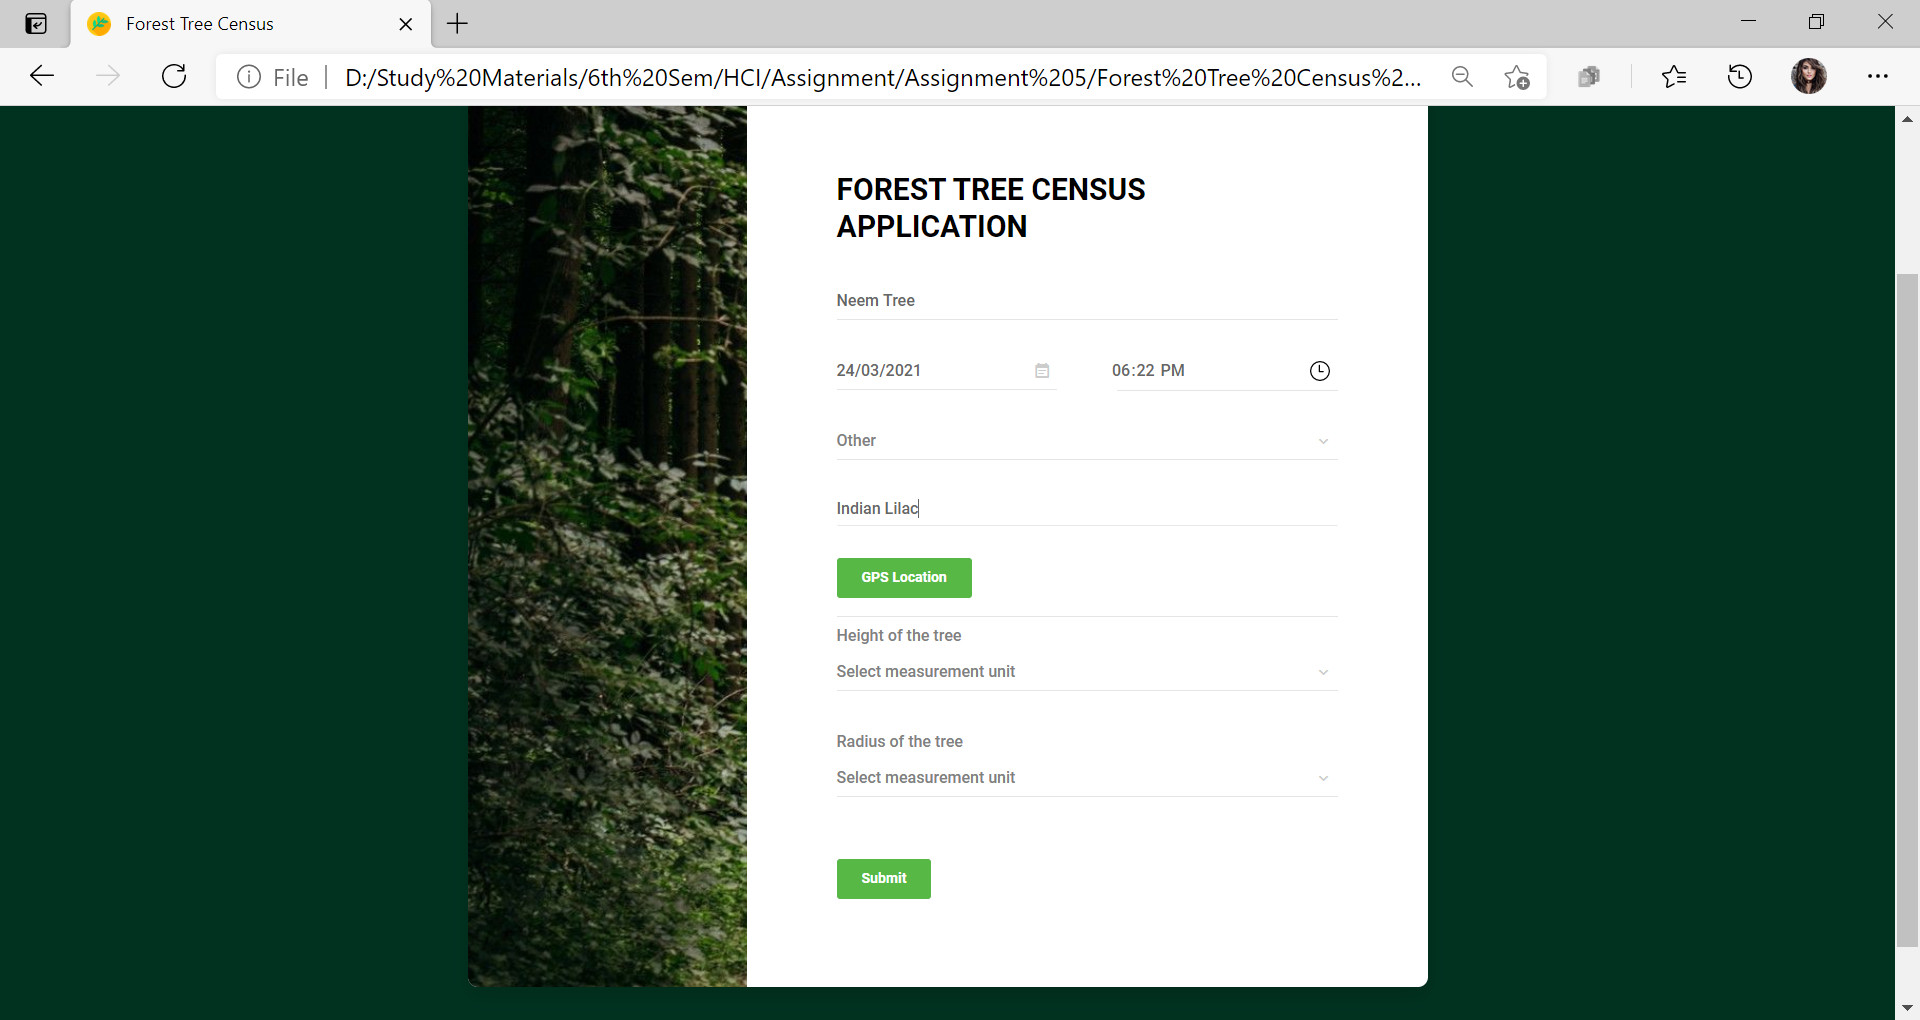 Forest Tree Census
File
D:/Study%20Materials/6th%20Sem/HCI/Assignment/Assignment%205/Forest%20Tree%20Census%2...
FOREST TREE CENSUS
APPLICATION
Neem Tree
24/03/2021
06:22 PM
Other
Indian Lilac
GPS Location
Height of the tree
Select measurement unit
Radius of the tree
Select measurement unit
Submit